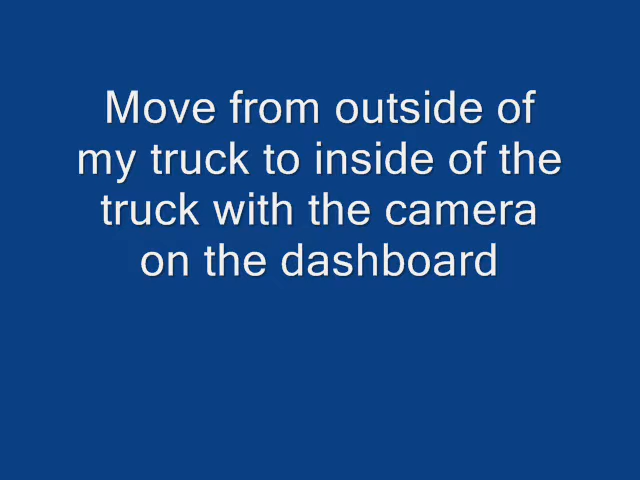 Move from outside of
my truck to inside of the
truck with the camera
on the dashboard